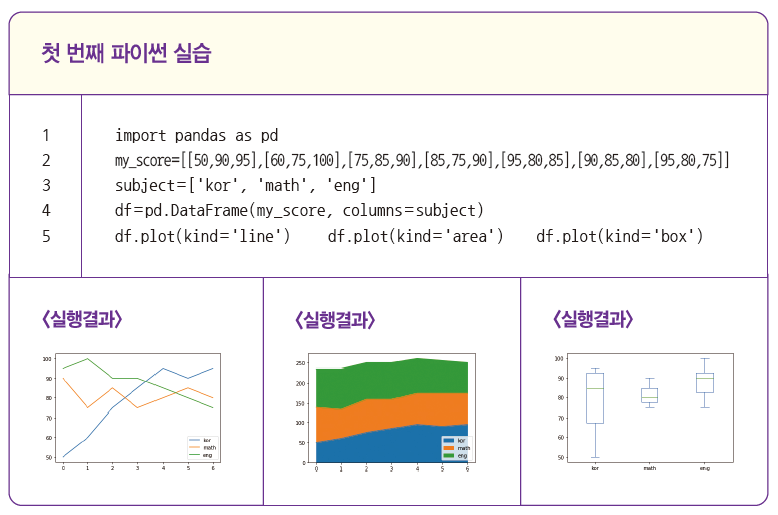 첫 번째 파이썬 실습
1 import pandas as pd
2 my_score=[[50,90,95],[60,75,100],[75,85,90],[85,75,90],[95,80,85],[90,85,80],[95,80,75]]
3 subject=['kor', 'math', 'eng']
4 df=pd.DataFrame(my_score, columns=subject)
5 df.plot(kind='line') df.plot(kind='area') df.plot(kind='box')
<실행결과>
100
90
80
70
60
50
0 1 2 3 4 5 6
kor
math
eng
<실행결과>
250
200
150
100
50
0
0 1 2 3 4 5 6
kor
math
eng
<실행결과>
100
90
80
70
60
50
kor math eng